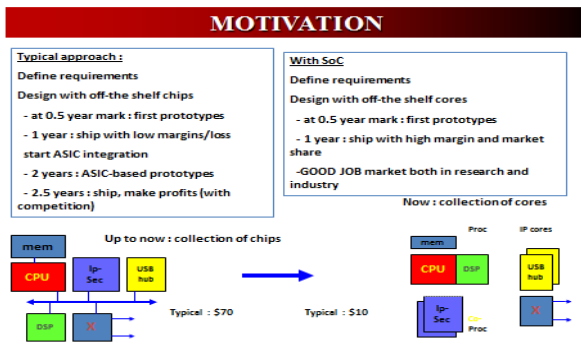 MOTIVATION
Typical approach :
Define requirements
Design with off-the shelf chips
- at 0.5 year mark : first prototypes
- 1 year : ship with low margins/loss
start ASIC integration
- 2 years : ASIC-based prototypes
- 2.5 years : ship, make profits (with
competition)
With SoC
Define requirements
Design with off-the shelf cores
- at 0.5 year mark : first prototypes
- 1 year : ship with high margin and market
share
-GOOD JOB market both in research and
industry
Now : collection of cores
Up to now : collection of chips
mem
CPU
Ip-
Sec
USB
hub
DSP
X
Typical : $70
Typical : $10
Proc
IP cores
mem
CPU
DSP
USB
hub
Ip-
Sec
Co-
Proc
X